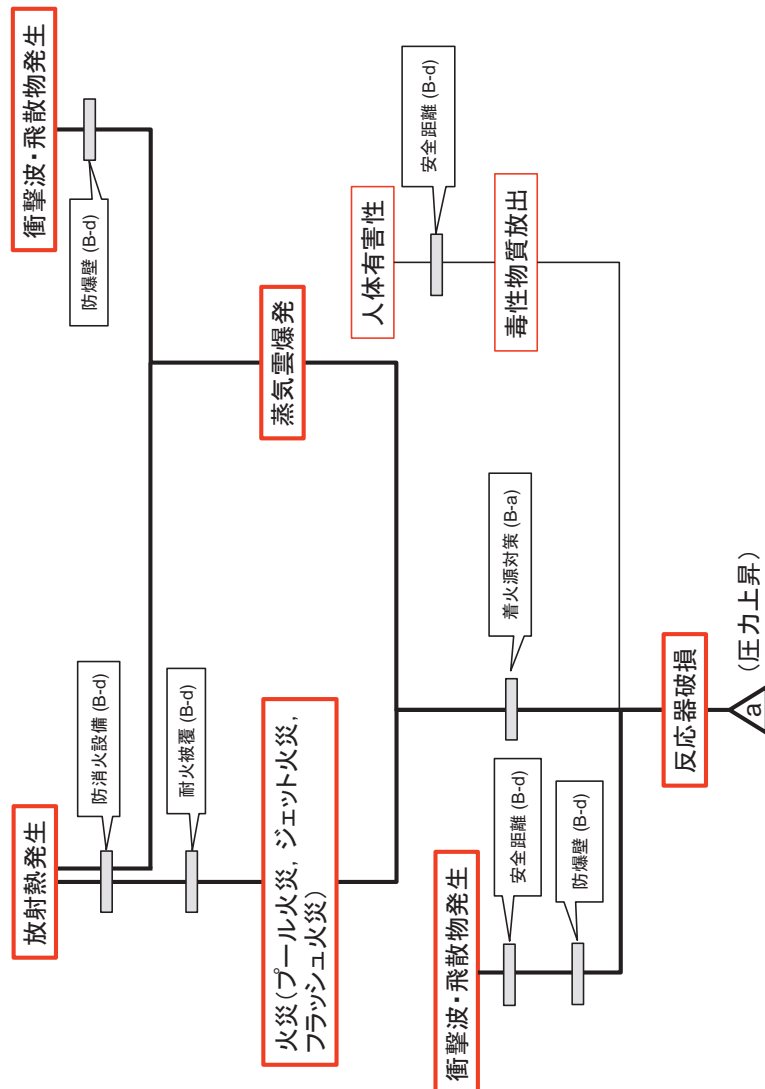 放射熱発生
衝撃波・飛散物発生
防消火設備 (B-d)
防爆壁 (B-d)
耐火被覆 (B-d)
火災(プール火災, ジェット火災,
フラッシュ火災)
蒸気雲爆発
人体有害性
安全距離 (B-d)
毒性物質放出
着火源対策 (B-a)
衝撃波・飛散物発生
安全距離 (B-d)
防爆壁 (B-d)
反応器破損
a
(圧力上昇)